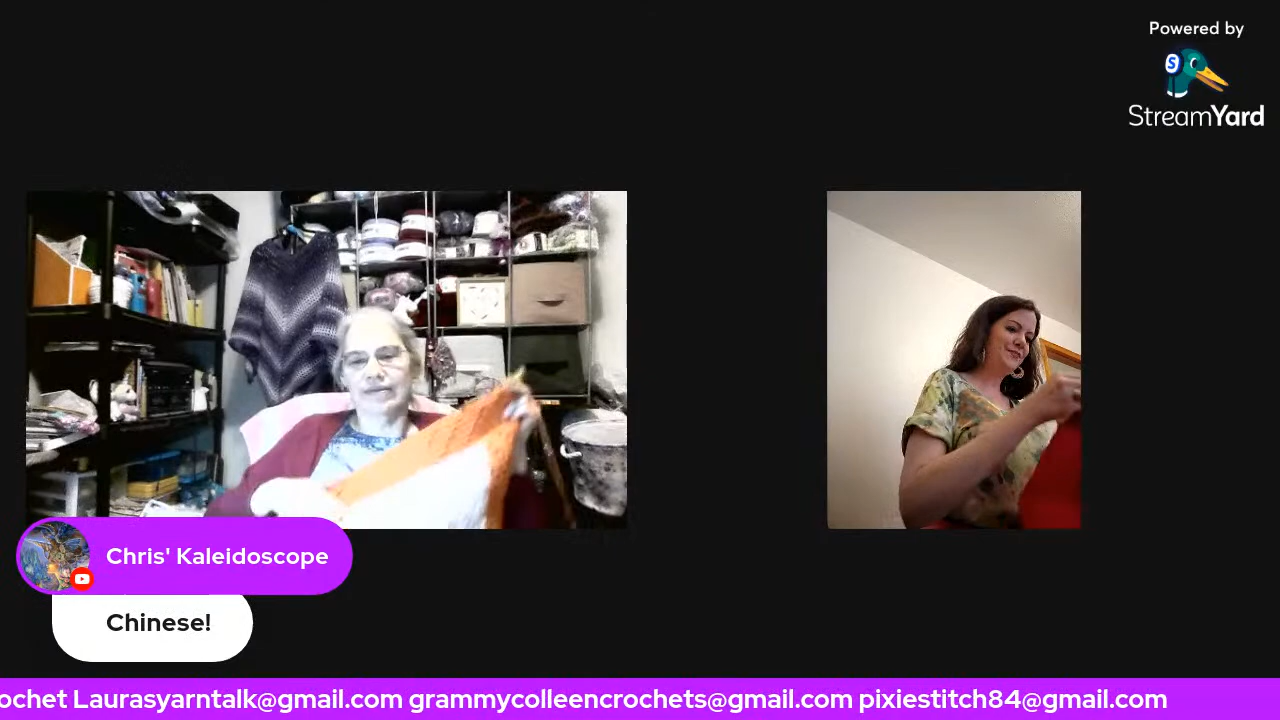 Powered by
S
StreamYard
Chris' Kaleidoscope
Chinese!
ochet Laurasyarntalk@gmail.com grammycolleencrochets@gmail.com pixiestitch84@gmail.com